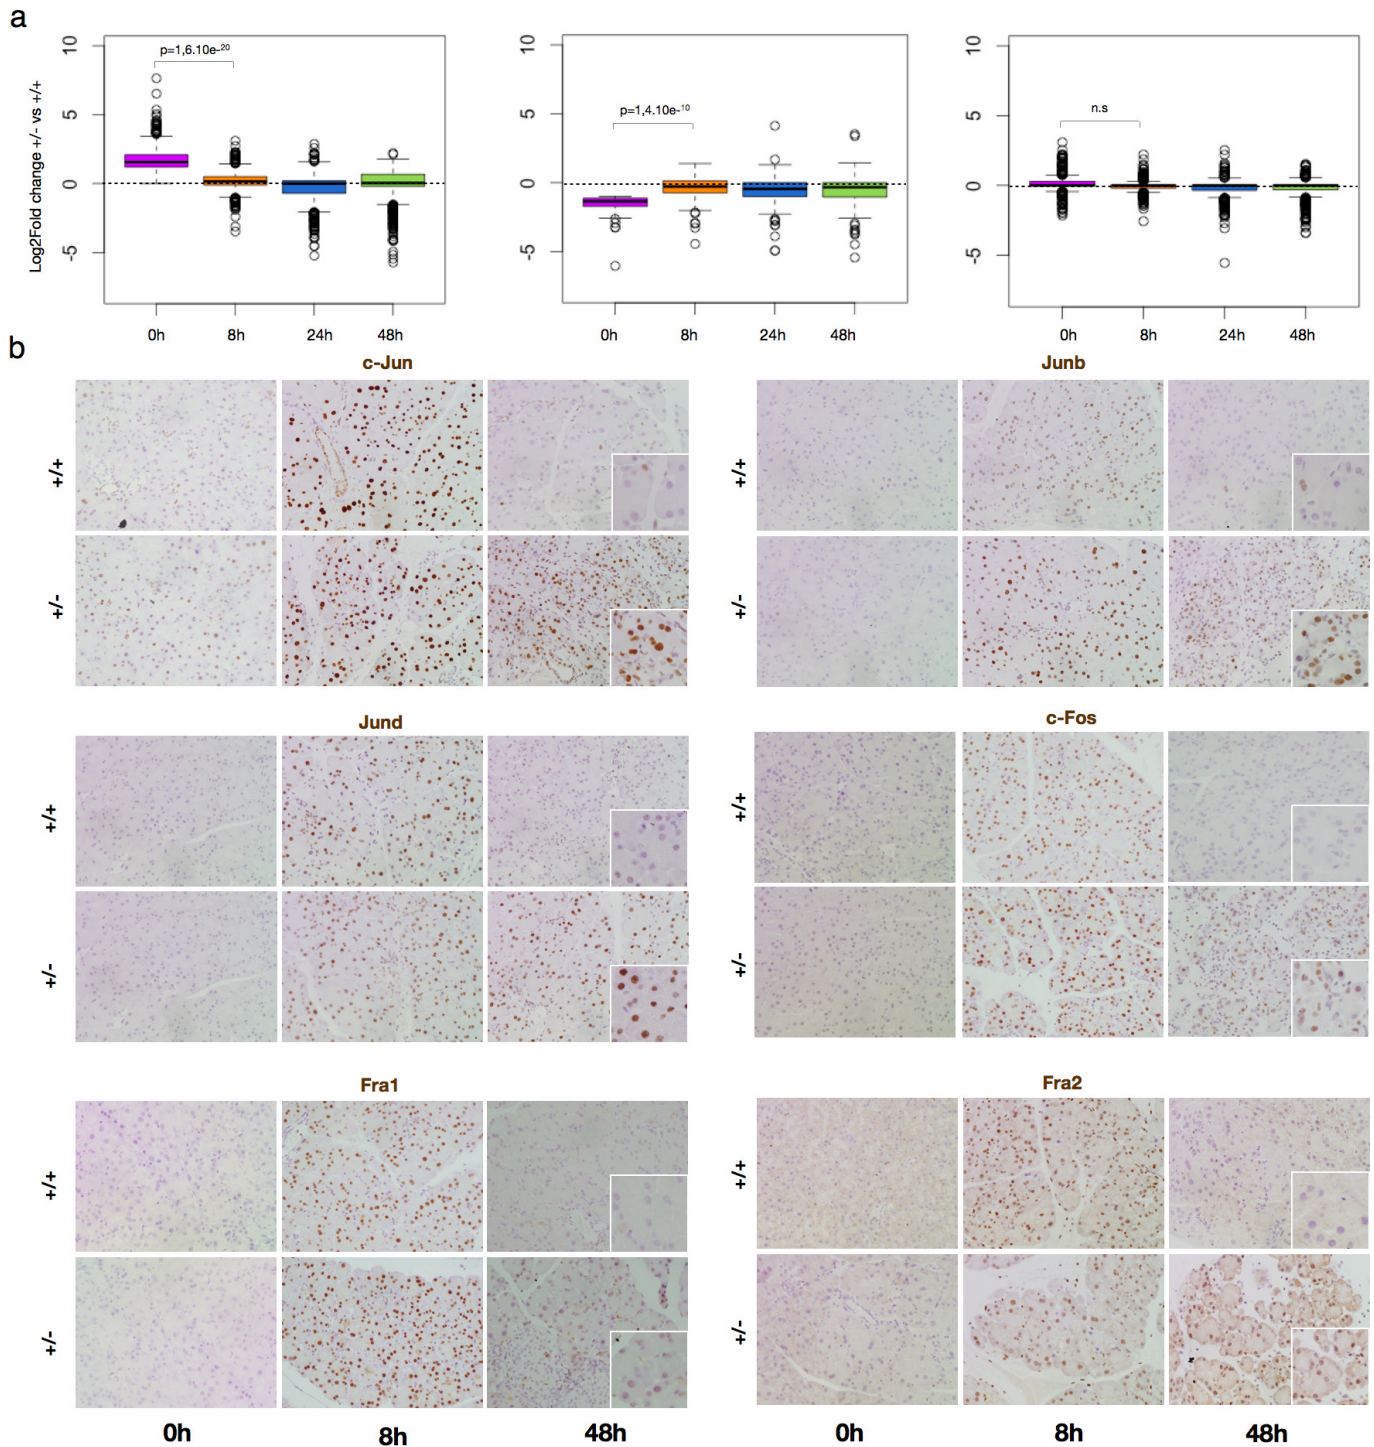 a
Log2Fold change +/- vs +/+
10
5
0
-5
p=1,6.10e-20
0h
8h
24h
48h
10
5
0
-5
p=1,4.10e-10
0h
8h
24h
48h
10
5
0
-5
n.s
0h
8h
24h
48h
b
c-Jun
+/+
+/-
Junb
+/+
+/-
Jund
+/+
+/-
c-Fos
+/+
+/-
Fra1
+/+
+/-
Fra2
+/+
+/-
0h
8h
48h
0h
8h
48h